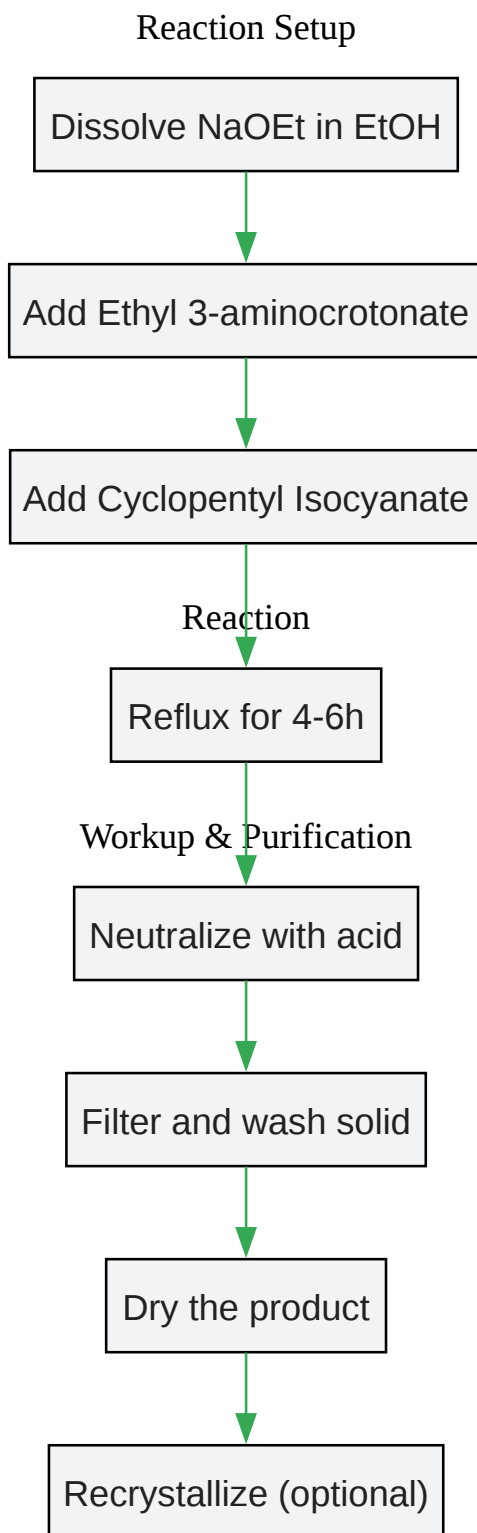 Reaction Setup
Dissolve NaOEt in EtOH
Add Ethyl 3-aminocrotonate
Add Cyclopentyl Isocyanate
Reaction
Reflux for 4-6h
Workup & Purification
Neutralize with acid
Filter and wash solid
Dry the product
Recrystallize (optional)